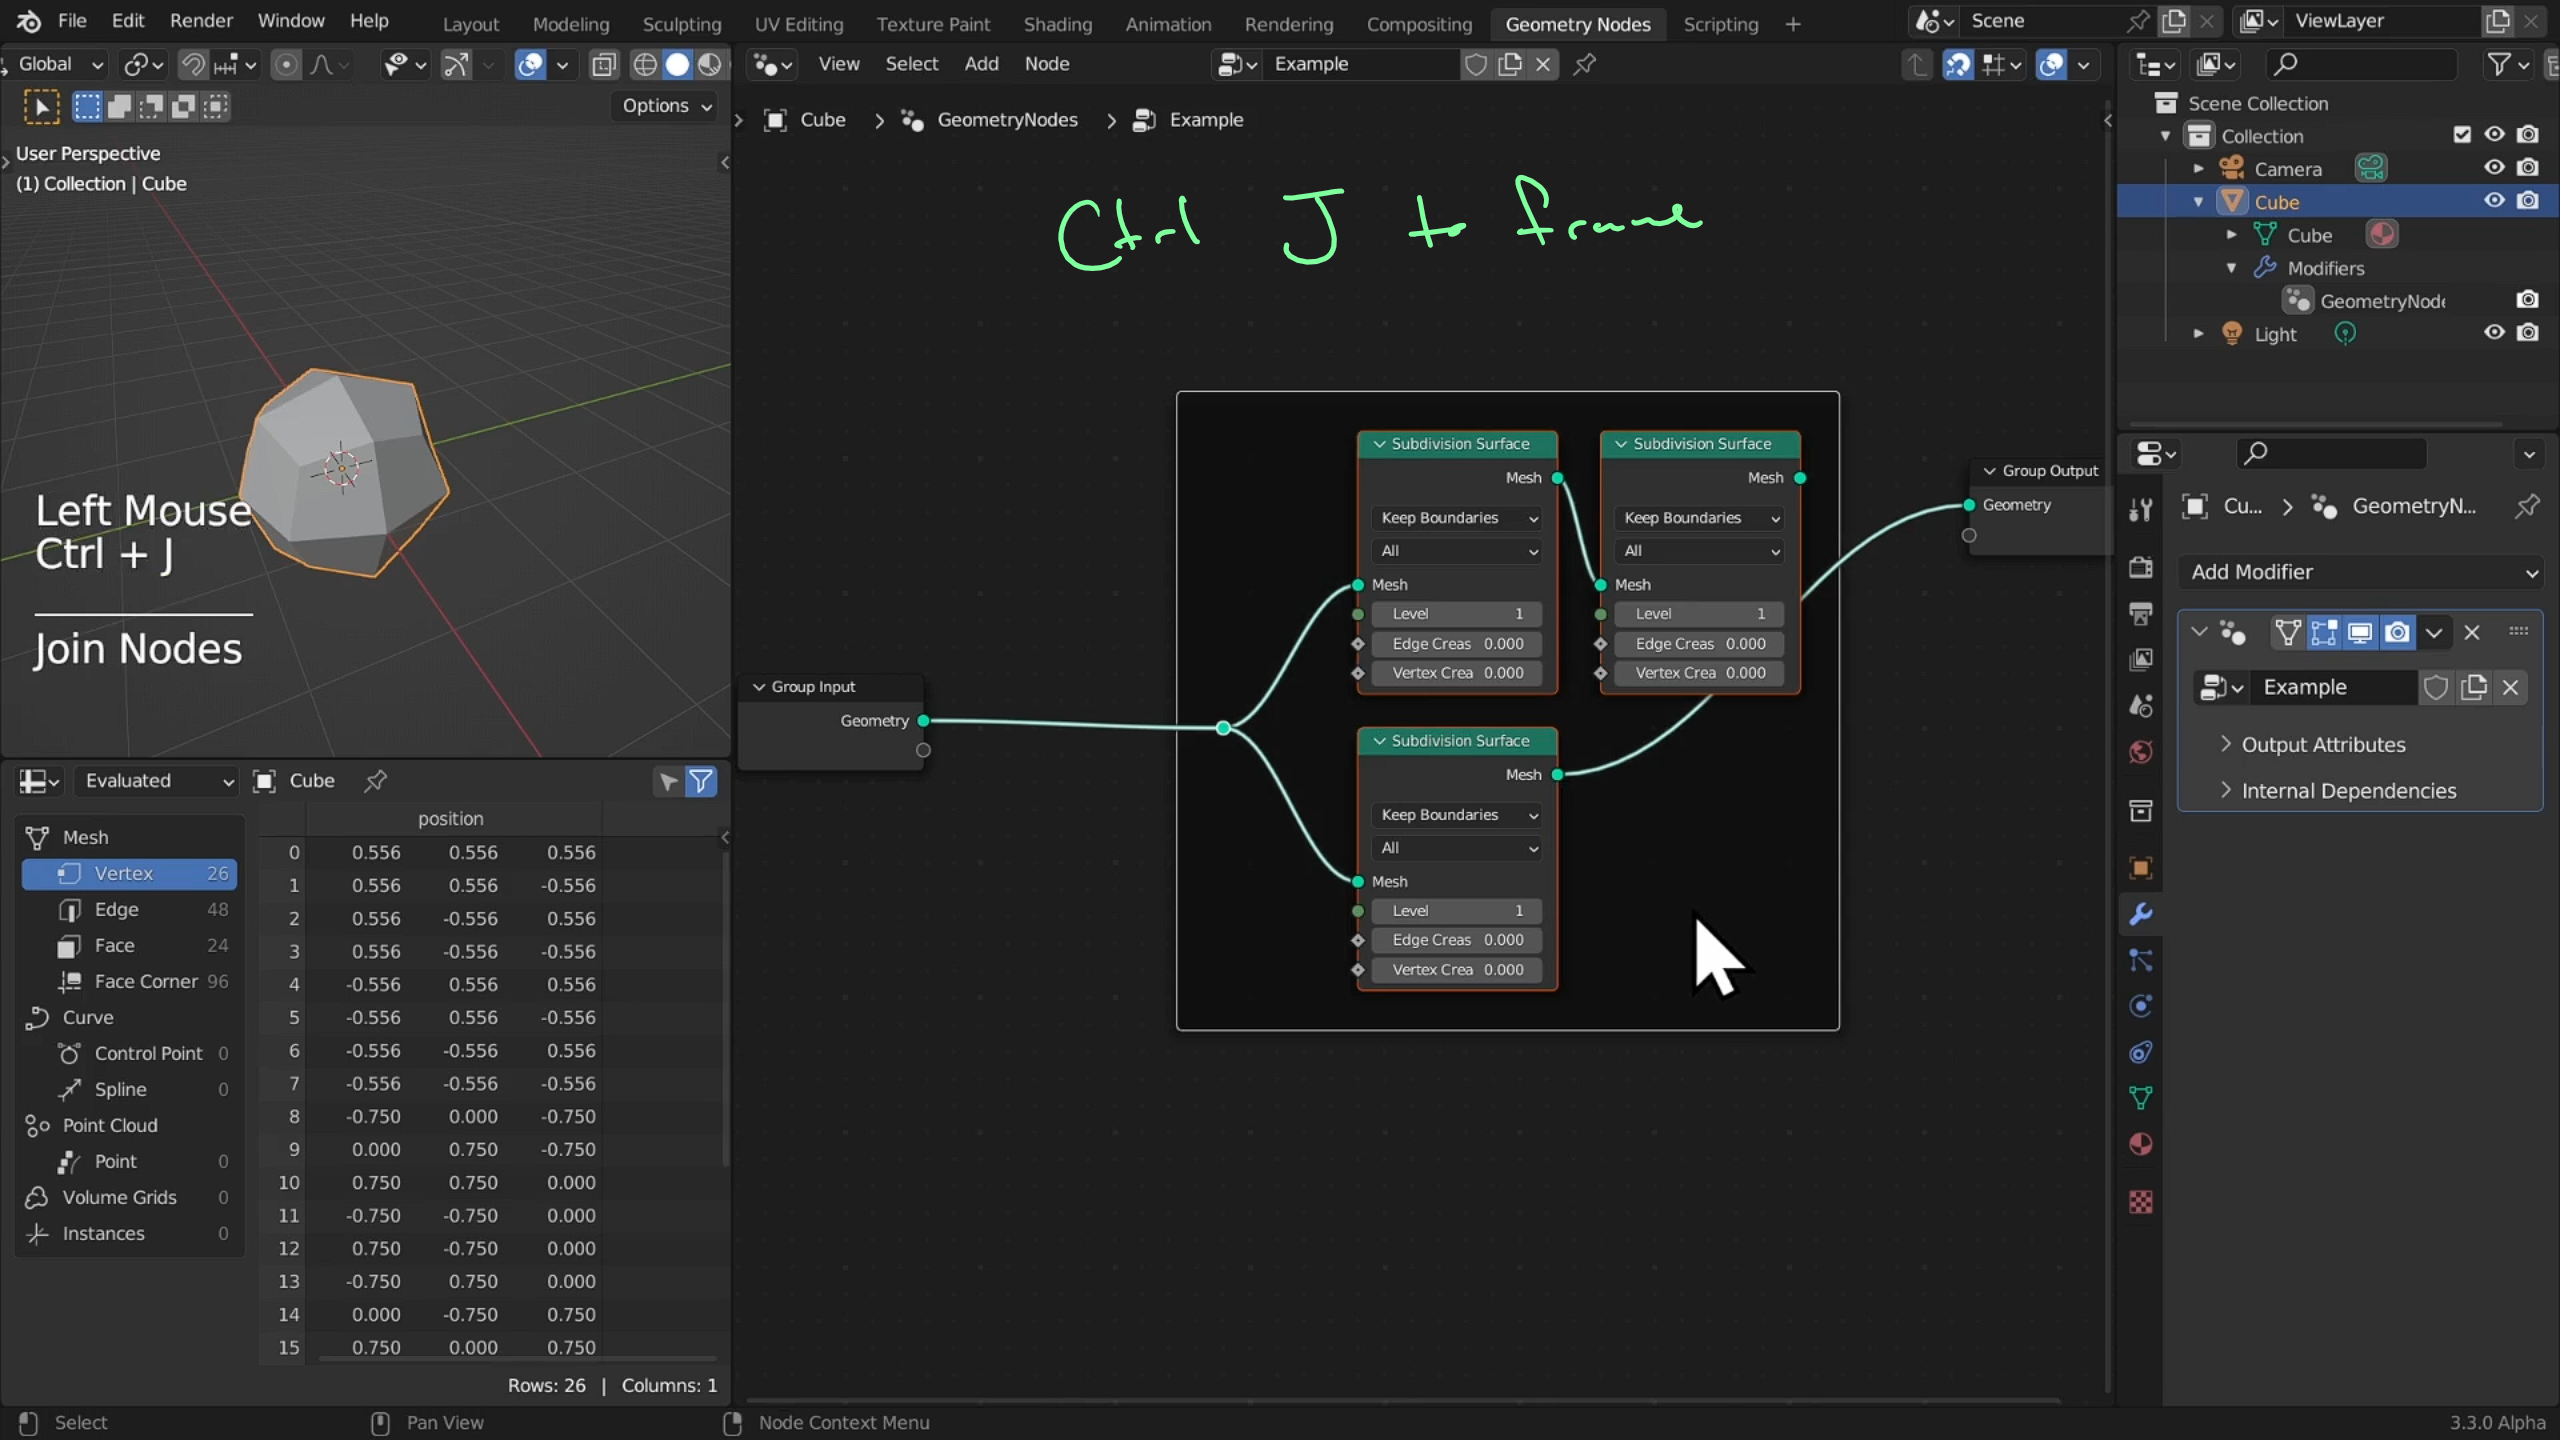 File Edit Render Window Help Layout Modeling Sculpting UV Editing Texture Paint Shading Animation Rendering Compositing Geometry Nodes Scripting + Scene ViewLayer
Global
View Select Add Node Example
Options
Cube > GeometryNodes > Example
User Perspective
(1) Collection | Cube
Ctrl J to frame
Left Mouse
Ctrl + J
Join Nodes
Group Input
Geometry
Subdivision Surface
Mesh
Keep Boundaries
All
Mesh
Level 1
Edge Creas 0.000
Vertex Crea 0.000
Subdivision Surface
Mesh
Keep Boundaries
All
Mesh
Level 1
Edge Creas 0.000
Vertex Crea 0.000
Subdivision Surface
Mesh
Keep Boundaries
All
Mesh
Level 1
Edge Creas 0.000
Vertex Crea 0.000
Group Output
Geometry
Scene Collection
Collection
Camera
Cube
Cube
Modifiers
GeometryNode
Light
Cu... > GeometryN...
Add Modifier
Example
Output Attributes
Internal Dependencies
Evaluated Cube
Mesh
Vertex 26
Edge 48
Face 24
Face Corner 96
Curve
Control Point 0
Spline 0
Point Cloud
Point 0
Volume Grids 0
Instances 0
position
0 0.556 0.556 0.556
1 0.556 0.556 -0.556
2 0.556 -0.556 0.556
3 0.556 -0.556 -0.556
4 -0.556 0.556 0.556
5 -0.556 0.556 -0.556
6 -0.556 -0.556 0.556
7 -0.556 -0.556 -0.556
8 -0.750 0.000 -0.750
9 0.000 0.750 -0.750
10 0.750 0.750 0.000
11 -0.750 -0.750 0.000
12 0.750 -0.750 0.000
13 -0.750 0.750 0.000
14 0.000 -0.750 0.750
15 0.750 0.000 0.750
Rows: 26 | Columns: 1
Select Pan View Node Context Menu 3.3.0 Alpha